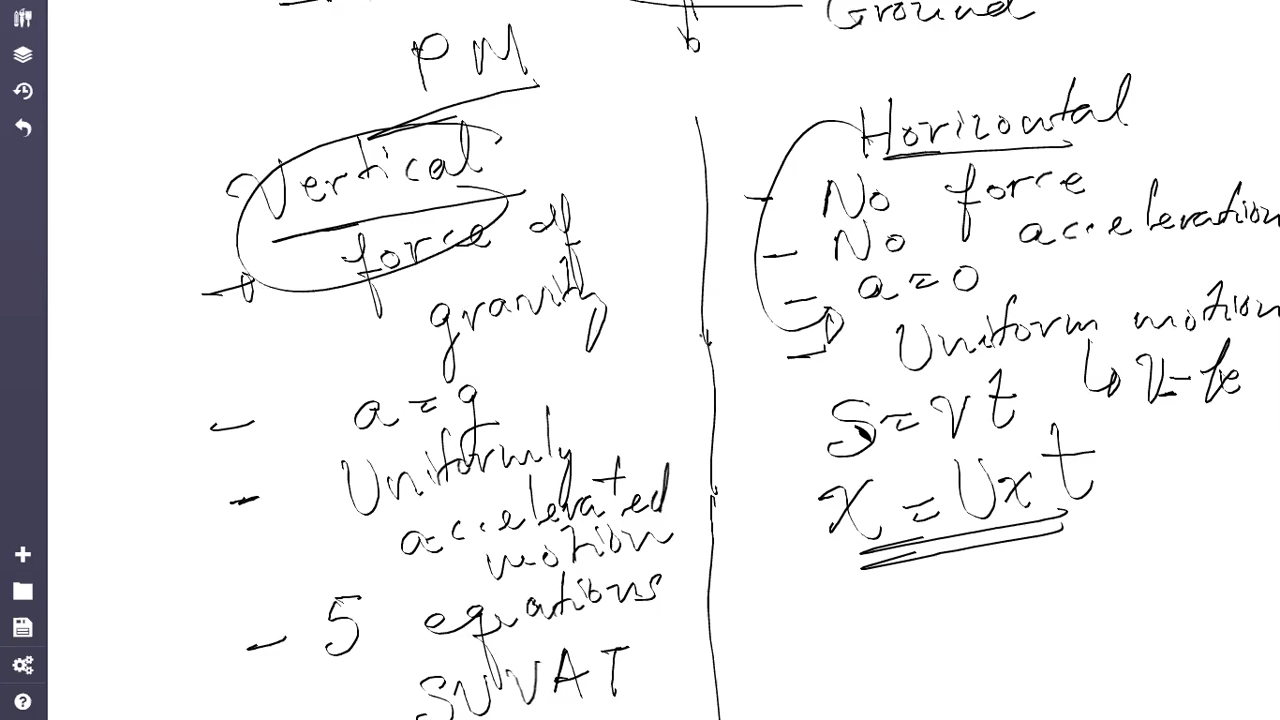 Ground
PM
Vertical
force of
gravity
- a = g
- Uniformly
accelerated
motion
- 5 equations
SUVAT
Horizontal
- No force
- No acceleration
- a = 0
- Uniform motion
S = vt
x = Ux t